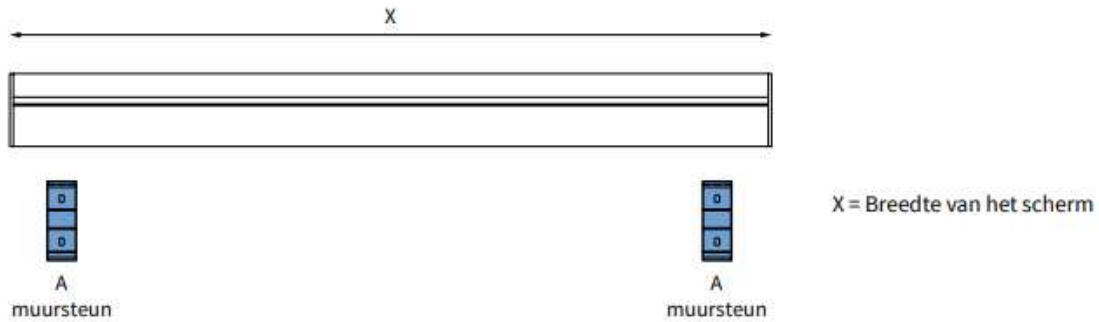 X
X = Breedte van het scherm
A
muursteun
A
muursteun